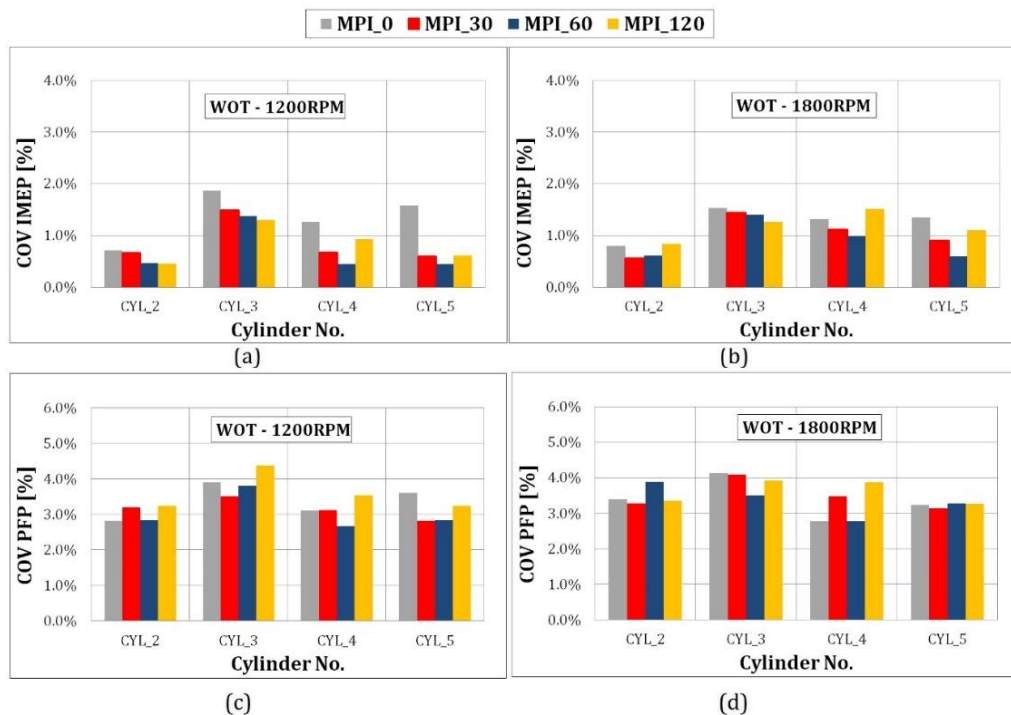 MPI_0 MPI_30 MPI_60 MPI_120
COV IMEP [%]
4.0%
3.0%
2.0%
1.0%
0.0%
WOT - 1200RPM
CYL_2 CYL_3 CYL_4 CYL_5
Cylinder No.
(a)
COV IMEP [%]
4.0%
3.0%
2.0%
1.0%
0.0%
WOT - 1800RPM
CYL_2 CYL_3 CYL_4 CYL_5
Cylinder No.
(b)
COV PFP [%]
6.0%
5.0%
4.0%
3.0%
2.0%
1.0%
0.0%
WOT - 1200RPM
CYL_2 CYL_3 CYL_4 CYL_5
Cylinder No.
(c)
COV PFP [%]
6.0%
5.0%
4.0%
3.0%
2.0%
1.0%
0.0%
WOT - 1800RPM
CYL_2 CYL_3 CYL_4 CYL_5
Cylinder No.
(d)